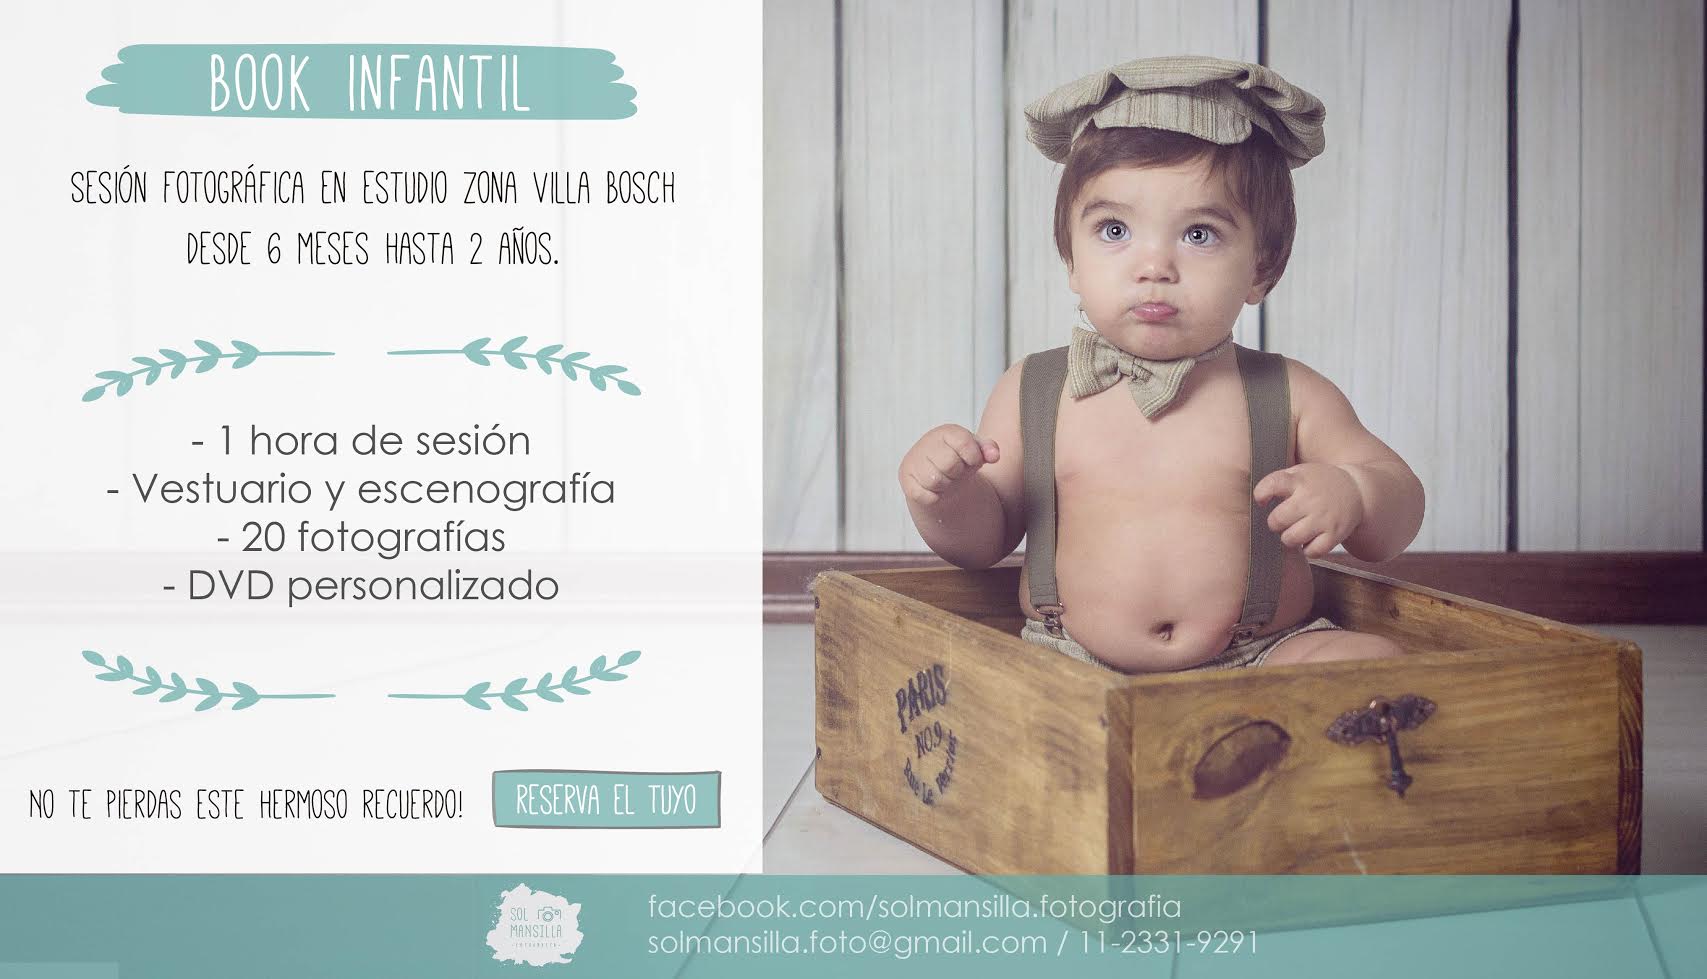 BOOK INFANTIL
SESIÓN FOTOGRÁFICA EN ESTUDIO ZONA VILLA BOSCH
DESDE 6 MESES HASTA 2 AÑOS.
- 1 hora de sesión
- Vestuario y escenografía
- 20 fotografías
- DVD personalizado
NO TE PIERDAS ESTE HERMOSO RECUERDO!
RESERVA EL TUYO
PARIS
NO.9
Rue Le
SOL
MANSILLA
facebook.com/solmansilla.fotografia
solmansilla.foto@gmail.com / 11-2331-9291